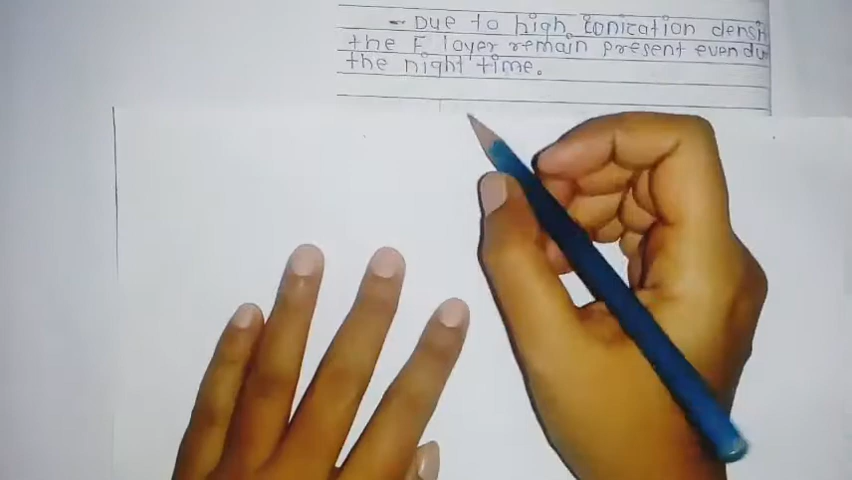 - Due to high ionization
the F layer remain present even
the night time.